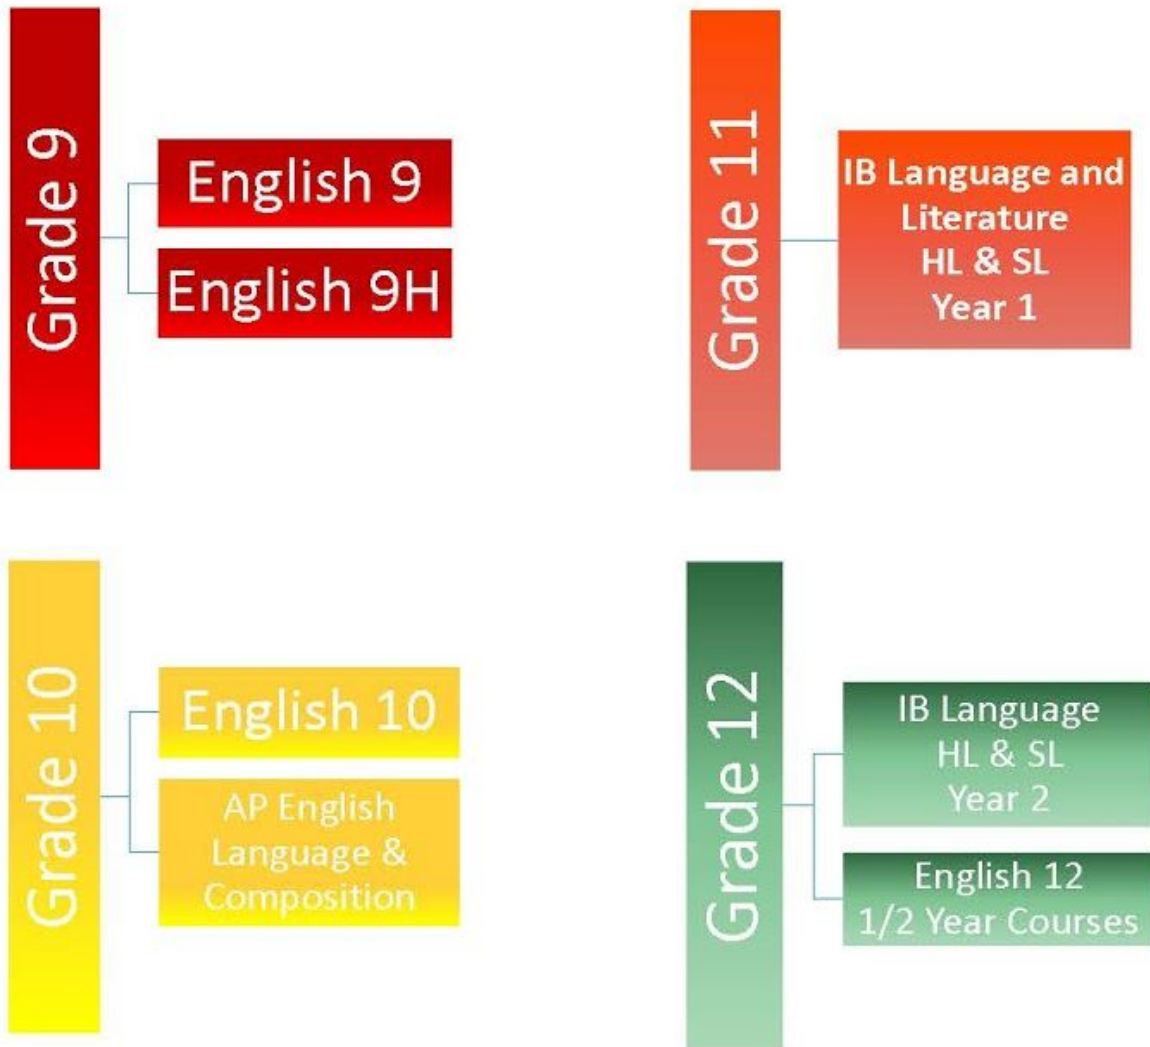 Grade 9
English 9
English 9H
Grade 11
IB Language and
Literature
HL & SL
Year 1
Grade 10
English 10
AP English
Language &
Composition
Grade 12
IB Language
HL & SL
Year 2
English 12
1/2 Year Courses